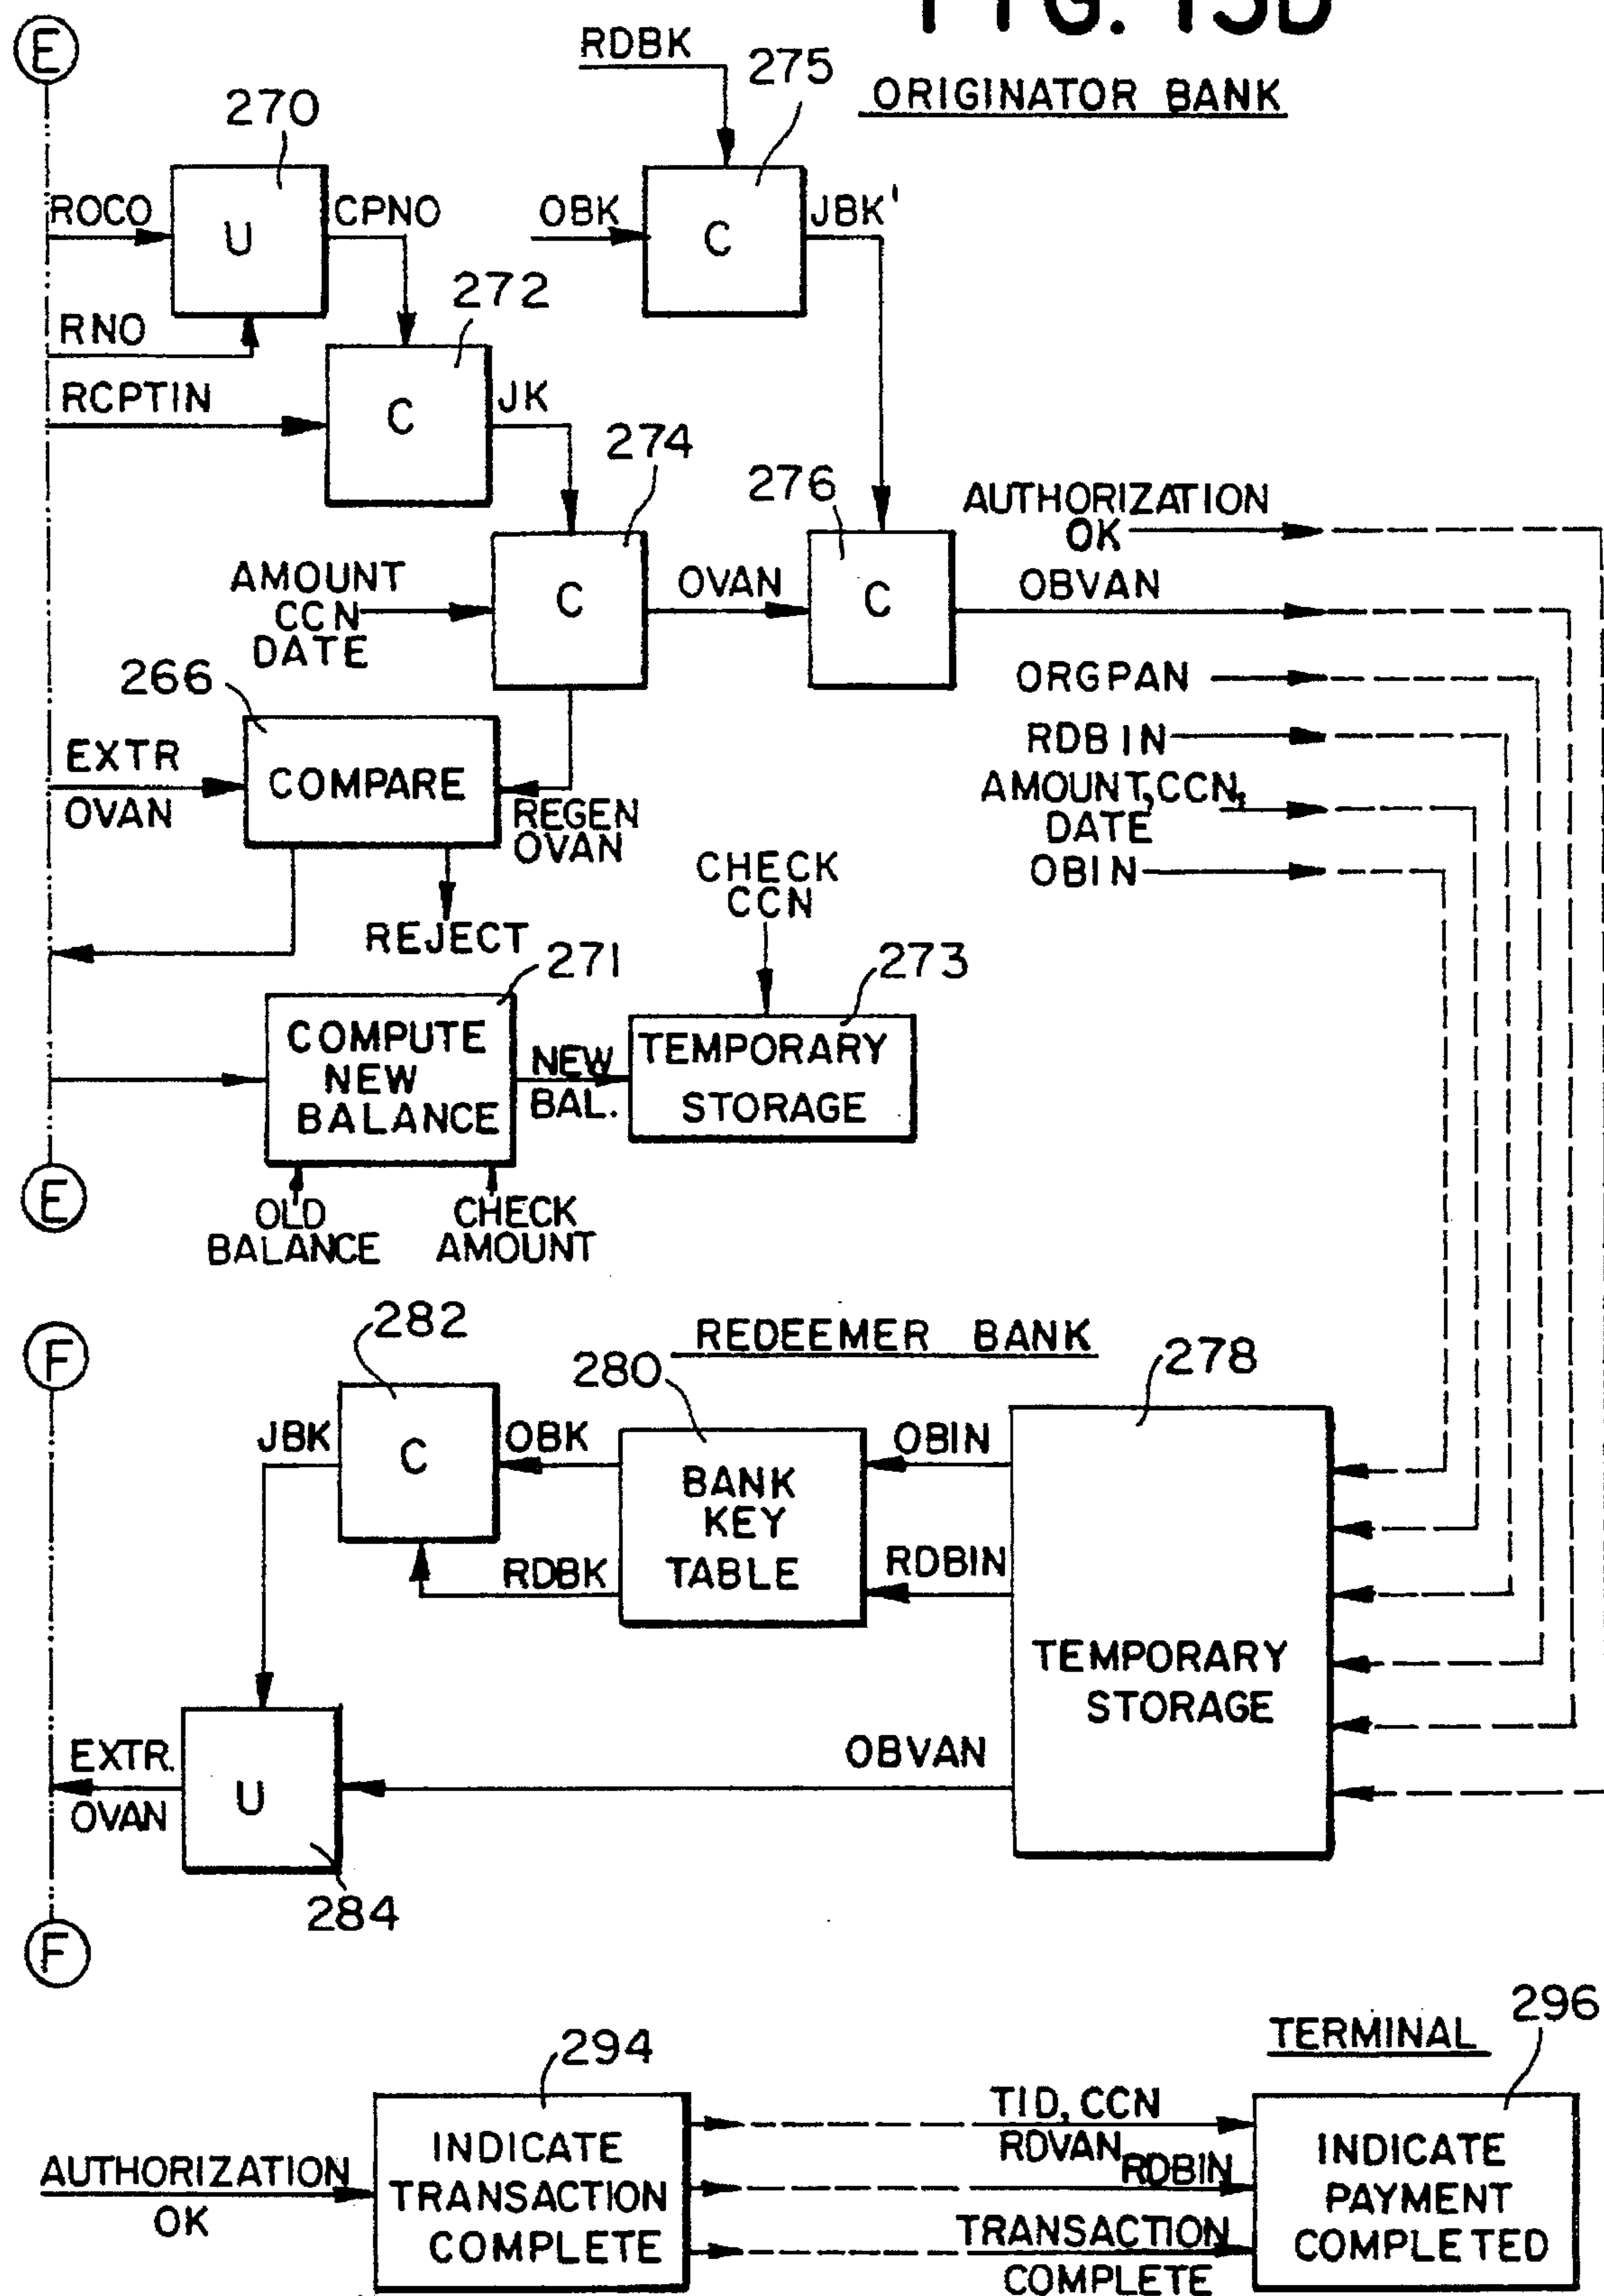 FIG. 13D
ORIGINATOR BANK
E
RDBK
275
270
ROCO
U
CPNO
OBK
C
JBK'
RNO
272
RCPTIN
C
JK
274
276
AUTHORIZATION
OK
AMOUNT
CCN
DATE
C
OVAN
C
OBVAN
266
ORGPAN
EXTR
OVAN
COMPARE
REGEN
OVAN
RDBIN
AMOUNT, CCN,
DATE
OBIN
REJECT
CHECK
CCN
271
273
COMPUTE
NEW
BALANCE
NEW
BAL.
TEMPORARY
STORAGE
E
OLD
BALANCE
CHECK
AMOUNT
F
282
REDEEMER BANK
280
278
JBK
C
OBK
BANK
KEY
TABLE
OBIN
RDBK
RDBIN
TEMPORARY
STORAGE
EXTR.
OVAN
U
OBVAN
284
F
TERMINAL
296
294
AUTHORIZATION
OK
INDICATE
TRANSACTION
COMPLETE
TID, CCN
RDVAN
RDBIN
TRANSACTION
COMPLETE
INDICATE
PAYMENT
COMPLETED